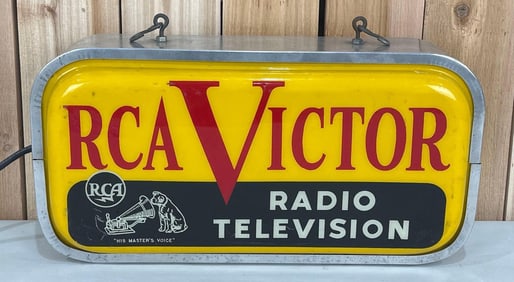 RCA VICTOR
RCA
RADIO
TELEVISION
"HIS MASTER'S VOICE"